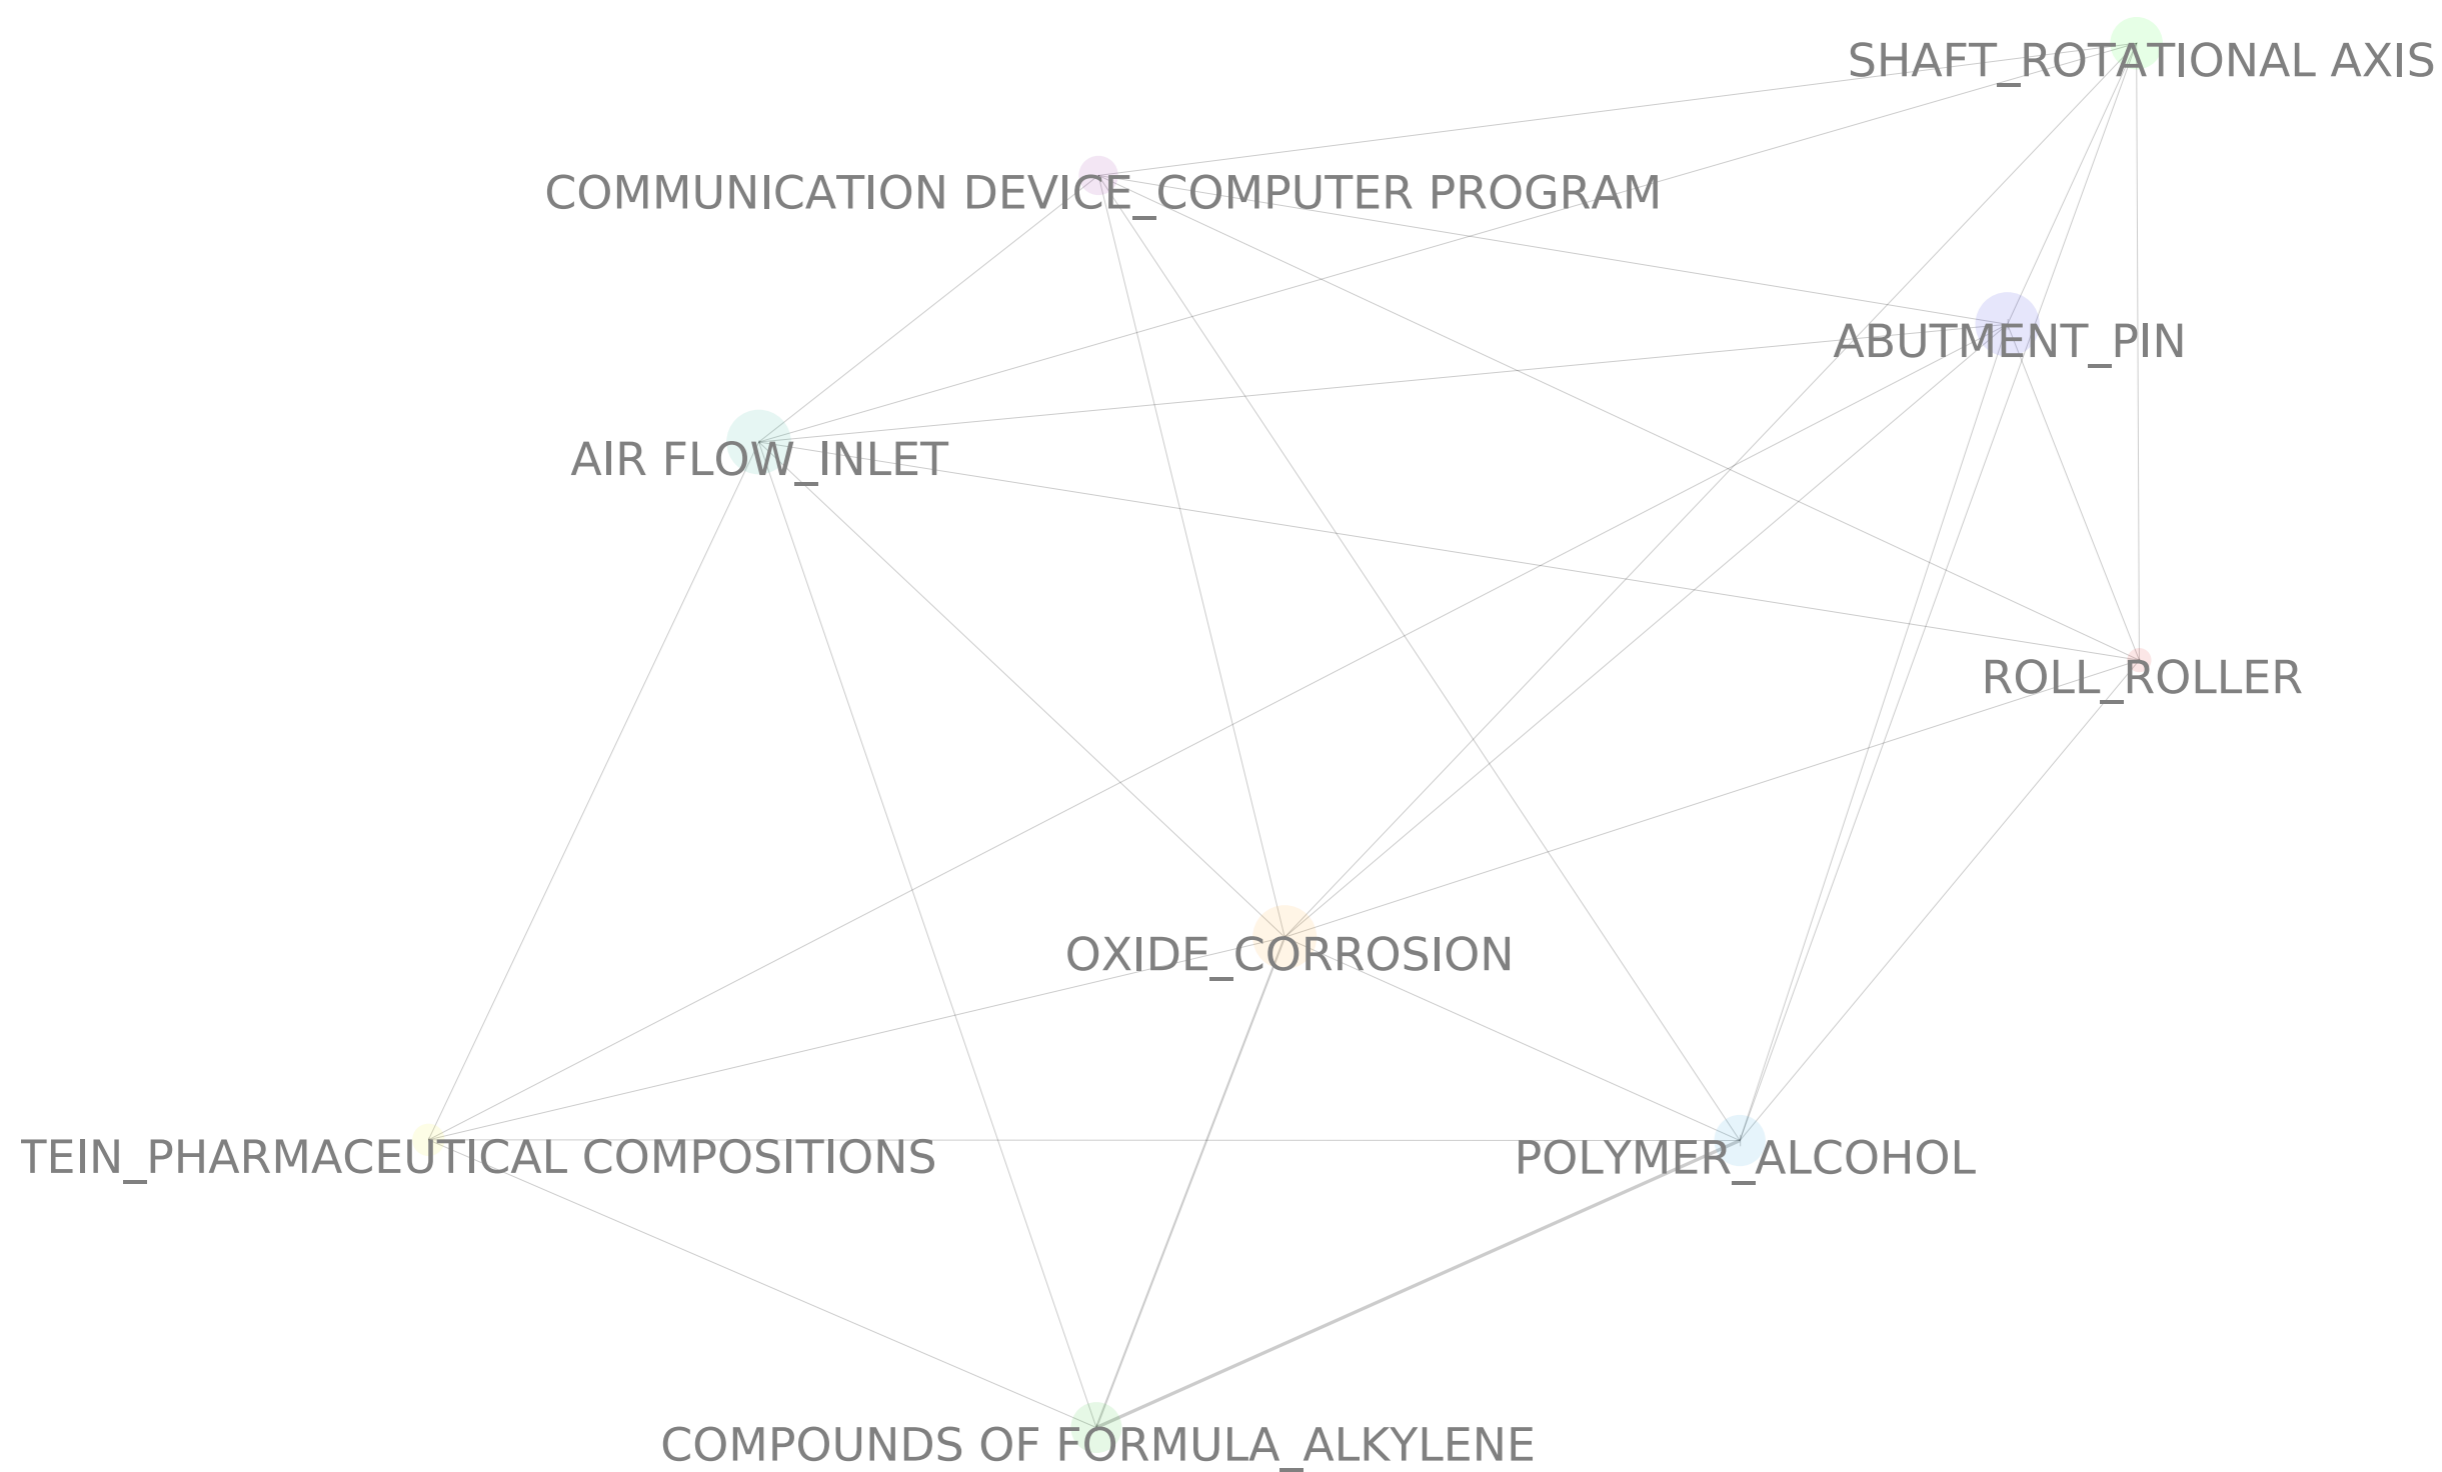 SHAFT_ROTATIONAL AXIS
COMMUNICATION DEVICE_COMPUTER PROGRAM
ABUTMENT_PIN
AIR FLOW_INLET
ROLL_ROLLER
OXIDE_CORROSION
TEIN_PHARMACEUTICAL COMPOSITIONS
POLYMER_ALCOHOL
COMPOUNDS OF FORMULA_ALKYLENE